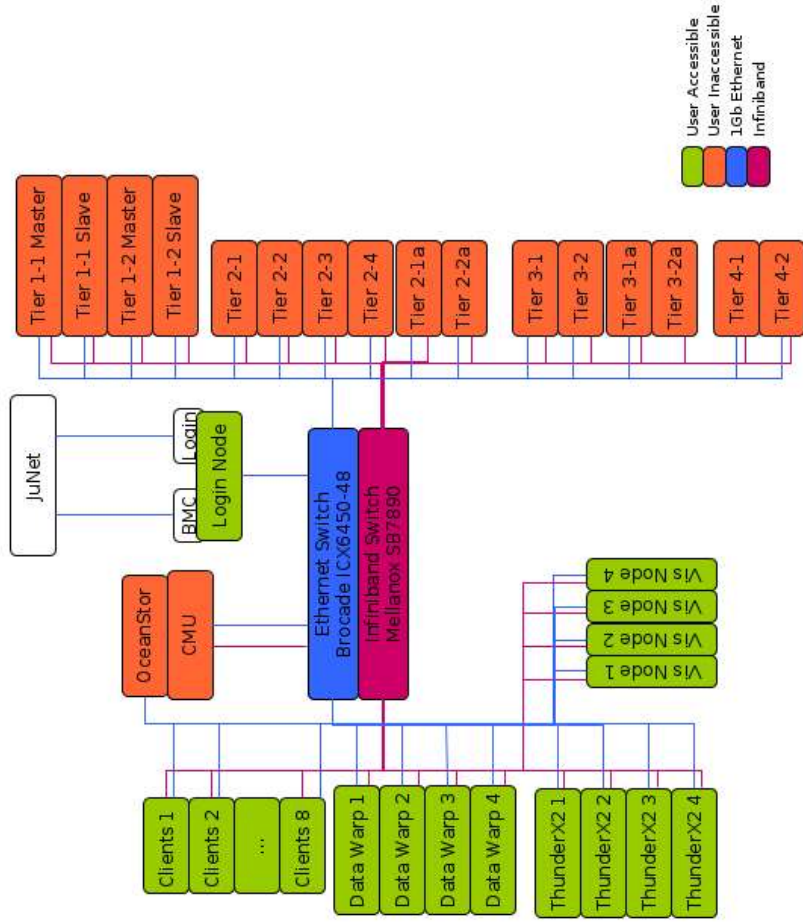 JuNet
BMC
Login
Login Node
OceanStor
CMU
Ethernet Switch
Brocade ICX6450-48
Infiniband Switch
Mellanox SB7890
Tier 1-1 Master
Tier 1-1 Slave
Tier 1-2 Master
Tier 1-2 Slave
Tier 2-1
Tier 2-2
Tier 2-3
Tier 2-4
Tier 2-1a
Tier 2-2a
Tier 3-1
Tier 3-2
Tier 3-1a
Tier 3-2a
Tier 4-1
Tier 4-2
Clients 1
Clients 2
...
Clients 8
Data Warp 1
Data Warp 2
Data Warp 3
Data Warp 4
ThunderX2 1
ThunderX2 2
ThunderX2 3
ThunderX2 4
Vis Node 4
Vis Node 3
Vis Node 2
Vis Node 1
User Accessible
User Inaccessible
1Gb Ethernet
Infiniband